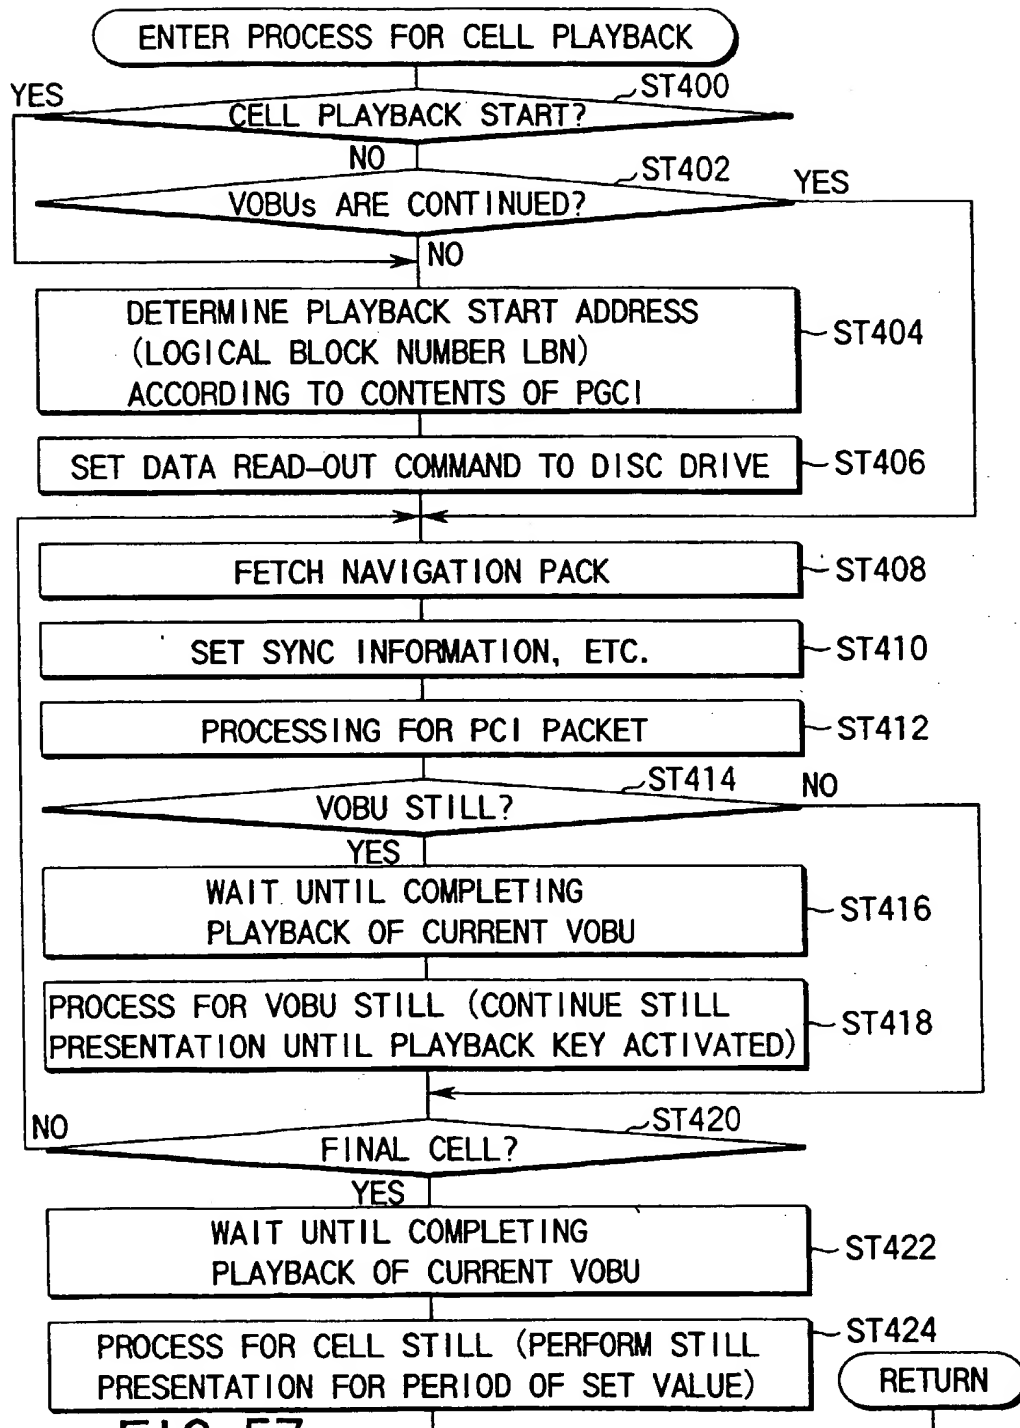 ENTER PROCESS FOR CELL PLAYBACK
YES
ST400
CELL PLAYBACK START?
NO
ST402
YES
VOBUs ARE CONTINUED?
NO
DETERMINE PLAYBACK START ADDRESS
(LOGICAL BLOCK NUMBER LBN)
ACCORDING TO CONTENTS OF PGCI
ST404
SET DATA READ-OUT COMMAND TO DISC DRIVE
ST406
FETCH NAVIGATION PACK
ST408
SET SYNC INFORMATION, ETC.
ST410
PROCESSING FOR PCI PACKET
ST412
ST414
NO
VOBU STILL?
YES
WAIT UNTIL COMPLETING
PLAYBACK OF CURRENT VOBU
ST416
PROCESS FOR VOBU STILL (CONTINUE STILL
PRESENTATION UNTIL PLAYBACK KEY ACTIVATED)
ST418
NO
ST420
FINAL CELL?
YES
WAIT UNTIL COMPLETING
PLAYBACK OF CURRENT VOBU
ST422
PROCESS FOR CELL STILL (PERFORM STILL
PRESENTATION FOR PERIOD OF SET VALUE)
ST424
RETURN
FIG. 57